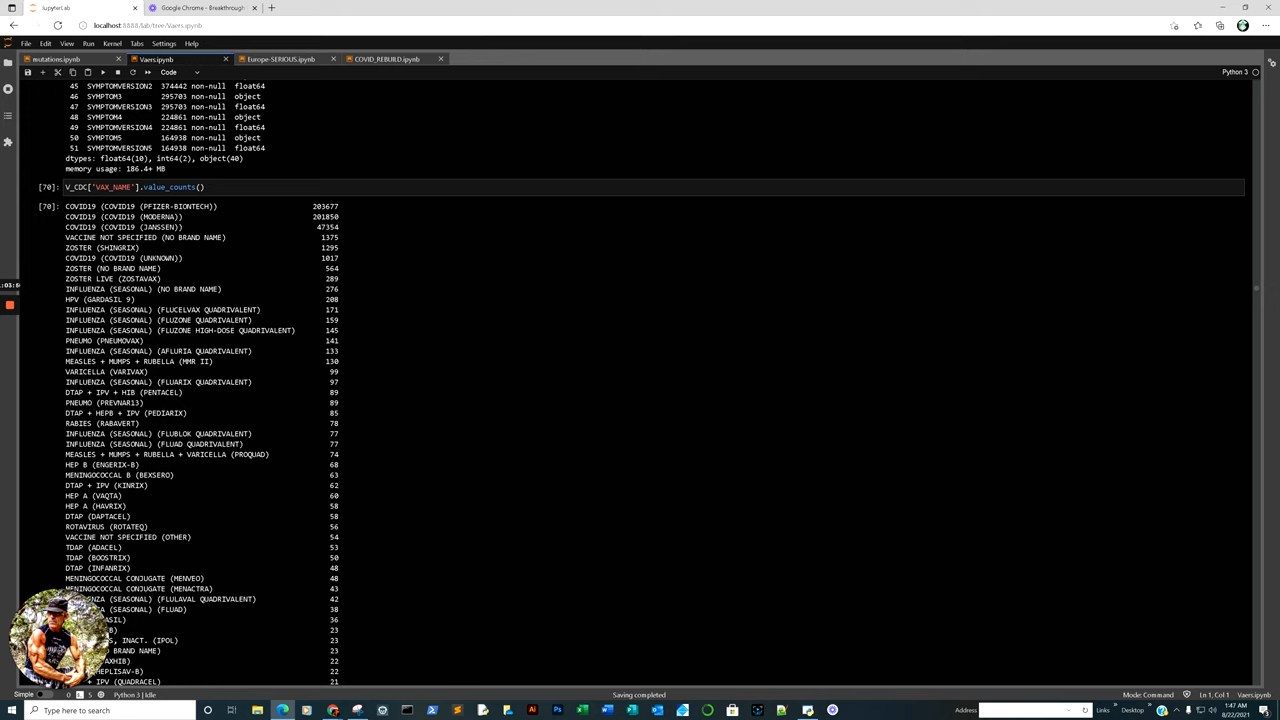 JupyterLab
Google Chrome - Breakthrough
localhost:8888/lab/tree/Vaers.ipynb
File Edit View Run Kernel Tabs Settings Help
mutations.ipynb Vaers.ipynb Europe-SERIOUS.ipynb COVID_REBUILD.ipynb
Code Python 3
45 SYMPTOMVERSION2 374442 non-null float64
46 SYMPTOM3 295703 non-null object
47 SYMPTOMVERSION3 295703 non-null float64
48 SYMPTOM4 224861 non-null object
49 SYMPTOMVERSION4 224861 non-null float64
50 SYMPTOM5 164938 non-null object
51 SYMPTOMVERSION5 164938 non-null float64
dtypes: float64(10), int64(2), object(40)
memory usage: 186.4+ MB
[70]: V_CDC['VAX_NAME'].value_counts()
[70]: COVID19 (COVID19 (PFIZER-BIONTECH)) 203677
COVID19 (COVID19 (MODERNA)) 201850
COVID19 (COVID19 (JANSSEN)) 47354
VACCINE NOT SPECIFIED (NO BRAND NAME) 1375
ZOSTER (SHINGRIX) 1295
COVID19 (COVID19 (UNKNOWN)) 1017
ZOSTER (NO BRAND NAME) 564
ZOSTER LIVE (ZOSTAVAX) 289
INFLUENZA (SEASONAL) (NO BRAND NAME) 276
HPV (GARDASIL 9) 208
INFLUENZA (SEASONAL) (FLUCELVAX QUADRIVALENT) 171
INFLUENZA (SEASONAL) (FLUZONE QUADRIVALENT) 159
INFLUENZA (SEASONAL) (FLUZONE HIGH-DOSE QUADRIVALENT) 145
PNEUMO (PNEUMOVAX) 141
INFLUENZA (SEASONAL) (AFLURIA QUADRIVALENT) 133
MEASLES + MUMPS + RUBELLA (MMR II) 130
VARICELLA (VARIVAX) 99
INFLUENZA (SEASONAL) (FLUARIX QUADRIVALENT) 97
DTAP + IPV + HIB (PENTACEL) 89
PNEUMO (PREVNAR13) 89
DTAP + HEPB + IPV (PEDIARIX) 85
RABIES (RABAVERT) 78
INFLUENZA (SEASONAL) (FLUBLOK QUADRIVALENT) 77
INFLUENZA (SEASONAL) (FLUAD QUADRIVALENT) 77
MEASLES + MUMPS + RUBELLA + VARICELLA (PROQUAD) 74
HEP B (ENGERIX-B) 68
MENINGOCOCCAL B (BEXSERO) 63
DTAP + IPV (KINRIX) 62
HEP A (VAQTA) 60
HEP A (HAVRIX) 58
DTAP (DAPTACEL) 58
ROTAVIRUS (ROTATEQ) 56
VACCINE NOT SPECIFIED (OTHER) 54
TDAP (ADACEL) 53
TDAP (BOOSTRIX) 50
DTAP (INFANRIX) 48
MENINGOCOCCAL CONJUGATE (MENVEO) 48
MENINGOCOCCAL CONJUGATE (MENACTRA) 43
(SEASONAL) (FLULAVAL QUADRIVALENT) 42
(SEASONAL) (FLUAD) 38
ASIL) 36
B) 23
, INACT. (IPOL) 23
BRAND NAME) 23
AXHIB) 22
HEPLISAV-B) 22
+ IPV (QUADRACEL) 21
Simple 0 5 Python 3 | Idle Saving completed Mode: Command Ln 1, Col 1 Vaers.ipynb
Type here to search Address Links Desktop 1:47 AM
8/22/2021